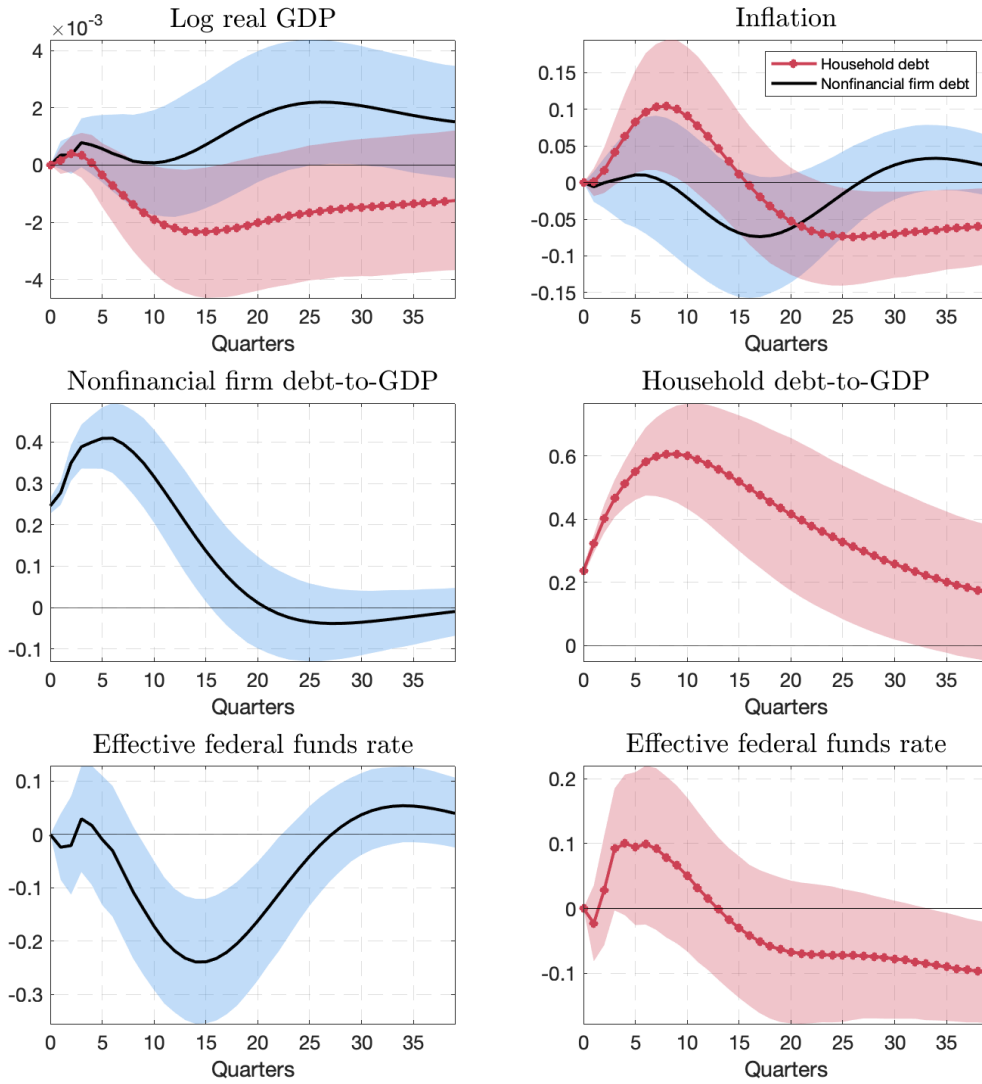 Log real GDP
×10⁻³
4
2
0
-2
-4
0 5 10 15 20 25 30 35
Quarters
Inflation
Household debt
Nonfinancial firm debt
0.15
0.1
0.05
0
-0.05
-0.1
-0.15
0 5 10 15 20 25 30 35
Quarters
Nonfinancial firm debt-to-GDP
0.4
0.3
0.2
0.1
0
-0.1
0 5 10 15 20 25 30 35
Quarters
Household debt-to-GDP
0.6
0.4
0.2
0
0 5 10 15 20 25 30 35
Quarters
Effective federal funds rate
0.1
0
-0.1
-0.2
-0.3
0 5 10 15 20 25 30 35
Quarters
Effective federal funds rate
0.2
0.1
0
-0.1
0 5 10 15 20 25 30 35
Quarters